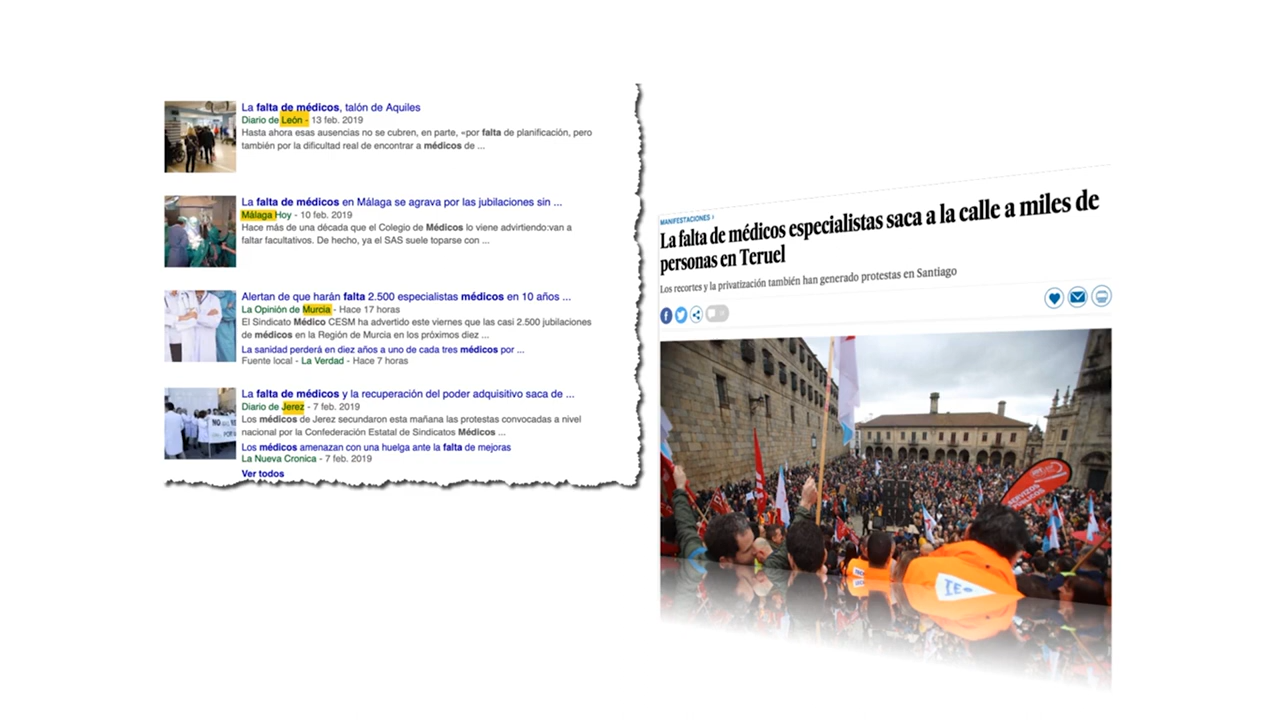 La falta de médicos, talón de Aquiles
Diario de León - 13 feb. 2019
Hasta ahora esas ausencias no se cubren, en parte, «por falta de planificación, pero
también por la dificultad real de encontrar a médicos de ...
La falta de médicos en Málaga se agrava por las jubilaciones sin ...
Málaga Hoy - 10 feb. 2019
Hace más de una década que el Colegio de Médicos lo viene advirtiendo:van a
faltar facultativos. De hecho, ya el SAS suele toparse con ...
Alertan de que harán falta 2.500 especialistas médicos en 10 años ...
La Opinión de Murcia - Hace 17 horas
El Sindicato Médico CESM ha advertido este viernes que las casi 2.500 jubilaciones
de médicos en la Región de Murcia en los próximos diez ...
La sanidad perderá en diez años a uno de cada tres médicos por ...
Fuente local - La Verdad - Hace 7 horas
La falta de médicos y la recuperación del poder adquisitivo saca de ...
Diario de Jerez - 7 feb. 2019
Los médicos de Jerez secundaron esta mañana las protestas convocadas a nivel
nacional por la Confederación Estatal de Sindicatos Médicos ...
Los médicos amenazan con una huelga ante la falta de mejoras
La Nueva Cronica - 7 feb. 2019
Ver todos
MANIFESTACIONES ›
La falta de médicos especialistas saca a la calle a miles de
personas en Teruel
Los recortes y la privatización también han generado protestas en Santiago
SERVIZOS
PÚBLICOS